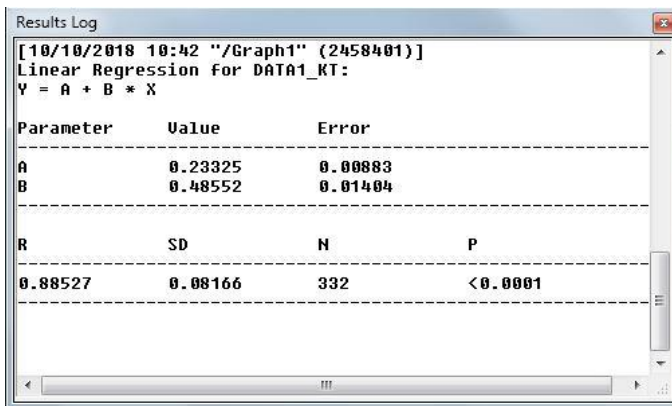 Results Log
[10/10/2018 10:42 "/Graph1" (2458401)]
Linear Regression for DATA1_KT:
Y = A + B * X
Parameter Value Error
------------------------------------------------------------
A 0.23325 0.00883
B 0.48552 0.01404
------------------------------------------------------------
R SD N P
------------------------------------------------------------
0.88527 0.08166 332 <0.0001
------------------------------------------------------------